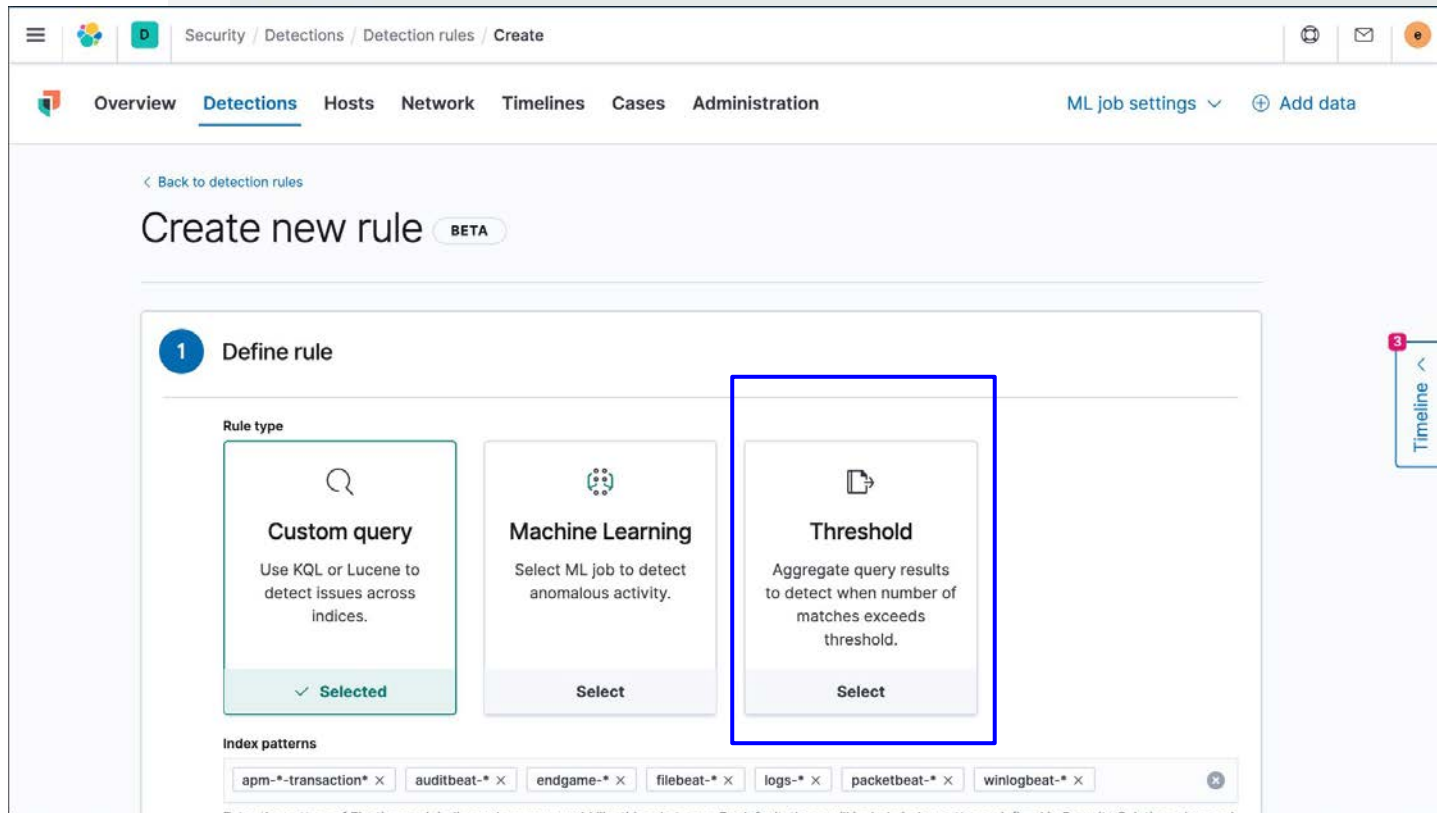 D Security / Detections / Detection rules / Create e
Overview Detections Hosts Network Timelines Cases Administration ML job settings Add data
< Back to detection rules
Create new rule BETA
1 Define rule
3
Timeline
Rule type
Custom query
Use KQL or Lucene to
detect issues across
indices.
Selected
Machine Learning
Select ML job to detect
anomalous activity.
Select
Threshold
Aggregate query results
to detect when number of
matches exceeds
threshold.
Select
Index patterns
apm-*-transaction* × auditbeat-* × endgame-* × filebeat-* × logs-* × packetbeat-* × winlogbeat-* ×